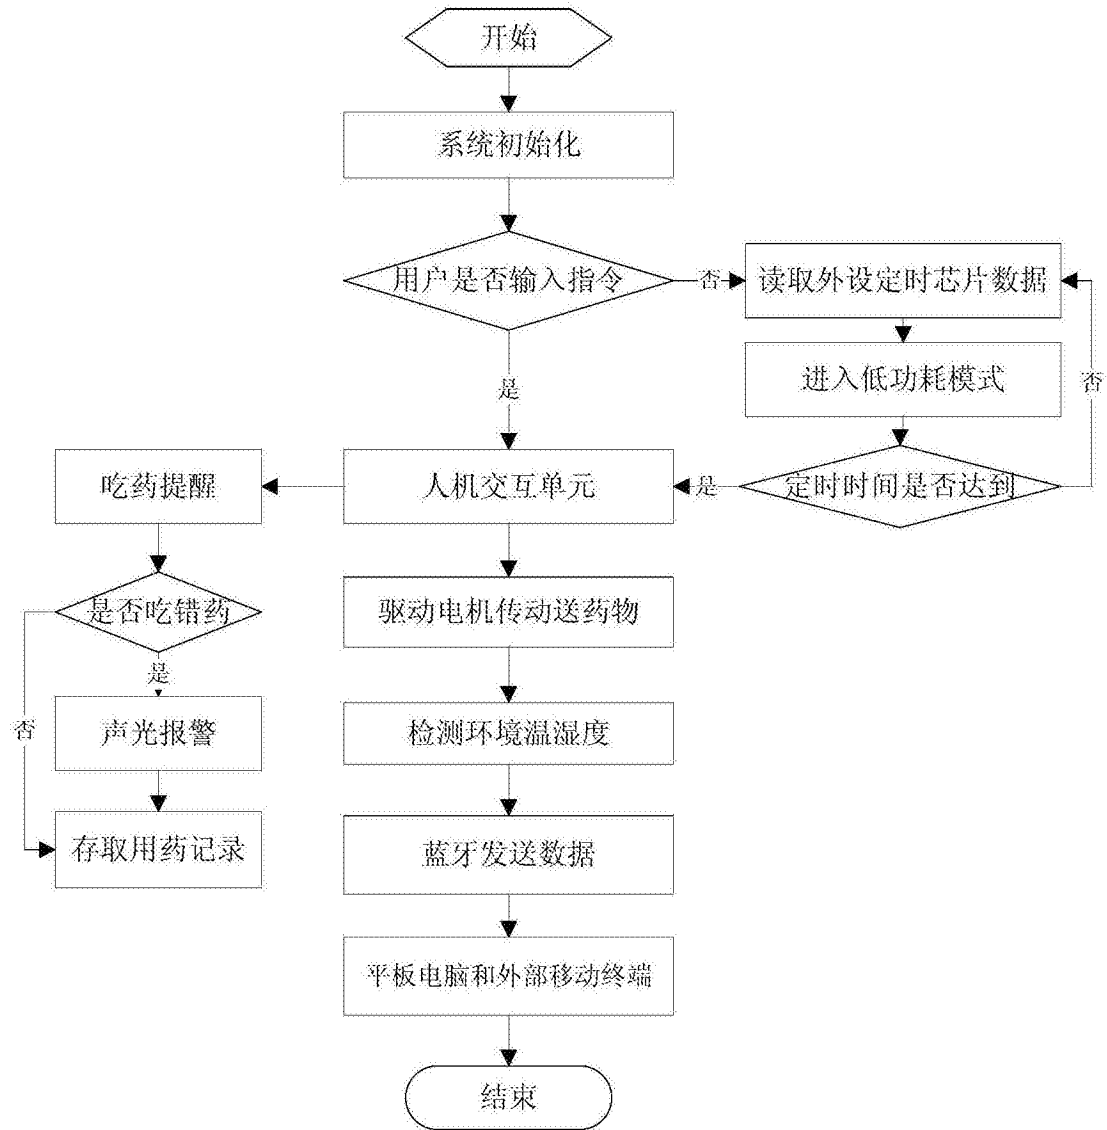 开始
系统初始化
用户是否输入指令
否
读取外设定时芯片数据
进入低功耗模式
否
是
吃药提醒
人机交互单元
是
定时时间是否达到
是否吃错药
驱动电机传动送药物
是
否
声光报警
检测环境温湿度
存取用药记录
蓝牙发送数据
平板电脑和外部移动终端
结束